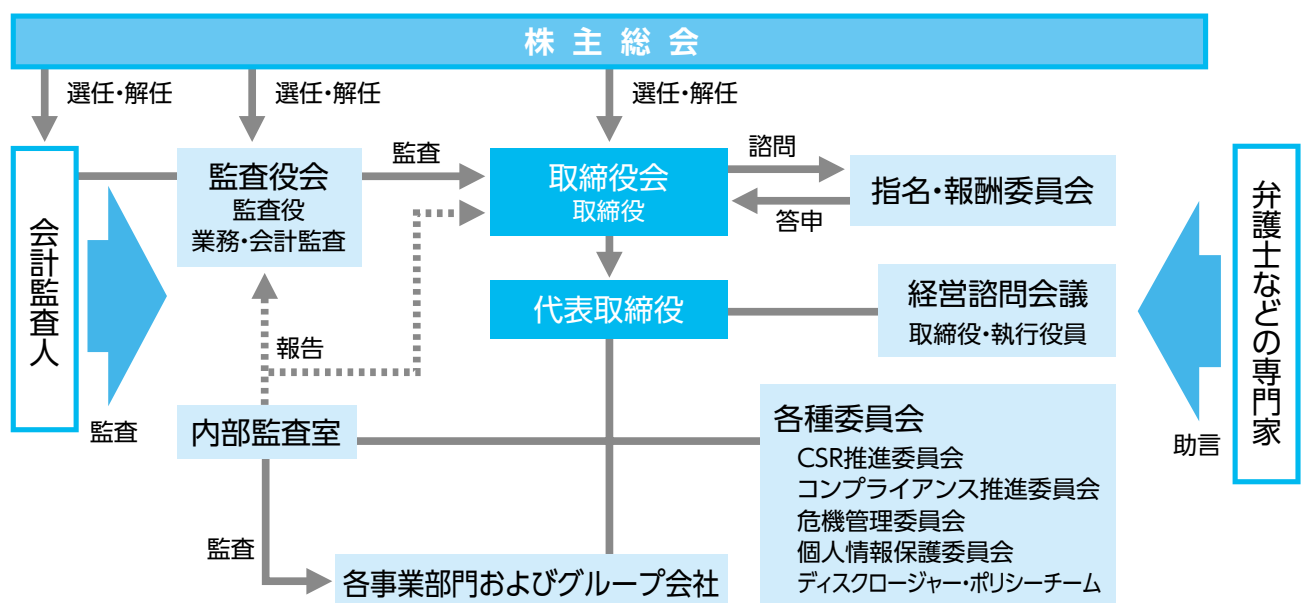 株主総会
選任・解任
選任・解任
選任・解任
会計監査人
監査役会
監査役
業務・会計監査
監査
取締役会
取締役
諮問
答申
指名・報酬委員会
弁護士などの専門家
代表取締役
経営諮問会議
取締役・執行役員
報告
監査
内部監査室
各種委員会
CSR推進委員会
コンプライアンス推進委員会
危機管理委員会
個人情報保護委員会
ディスクロージャー・ポリシーチーム
助言
監査
各事業部門およびグループ会社